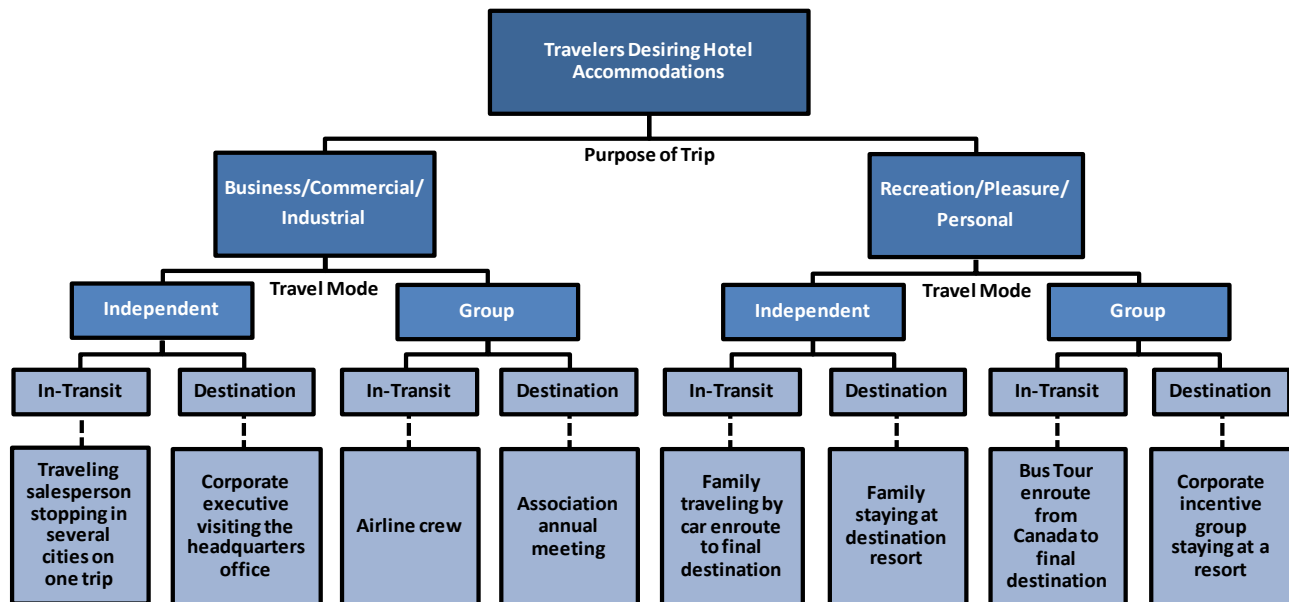 Travelers Desiring Hotel
Accommodations
Purpose of Trip
Business/Commercial/
Industrial
Recreation/Pleasure/
Personal
Travel Mode
Travel Mode
Independent
Group
Independent
Group
In-Transit
Destination
In-Transit
Destination
In-Transit
Destination
In-Transit
Destination
Traveling
salesperson
stopping in
several
cities on
one trip
Corporate
executive
visiting the
headquarters
office
Airline crew
Association
annual
meeting
Family
traveling by
car enroute
to final
destination
Family
staying at
destination
resort
Bus Tour
enroute
from
Canada to
final
destination
Corporate
incentive
group
staying at a
resort